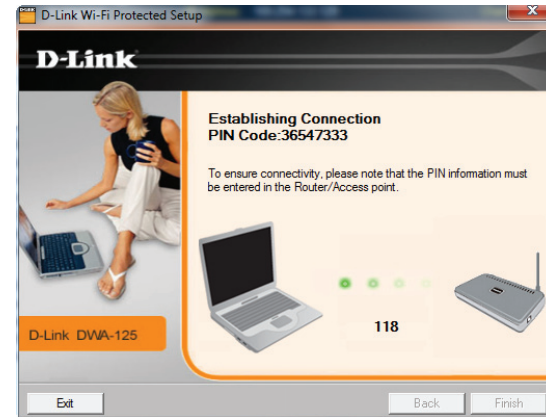 D-Link Wi-Fi Protected Setup
D-Link
Establishing Connection
PIN Code:36547333
To ensure connectivity, please note that the PIN information must
be entered in the Router/Access point.
118
D-Link DWA-125
Exit
Back
Finish